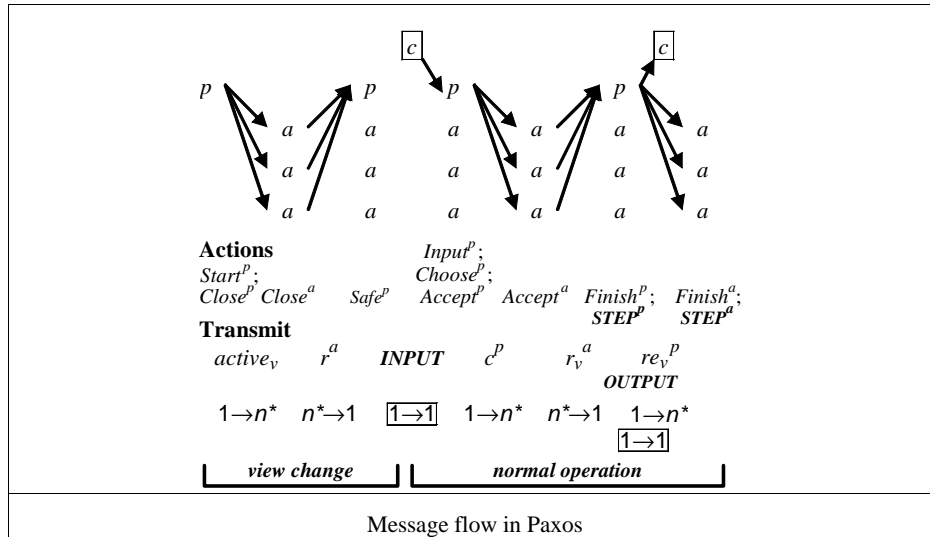 c c
p p p p
a a a a a a
a a a a a a
a a a a a a
Actions Input^p;
Start^p; Choose^p;
Close^p Close^a Safe^p Accept^p Accept^a Finish^p; Finish^a;
STEP^p STEP^a
Transmit
active_v r^a INPUT c^p r_v^a re_v^p
OUTPUT
1→n* n*→1 1→1 1→n* n*→1 1→n*
1→1
view change normal operation
Message flow in Paxos